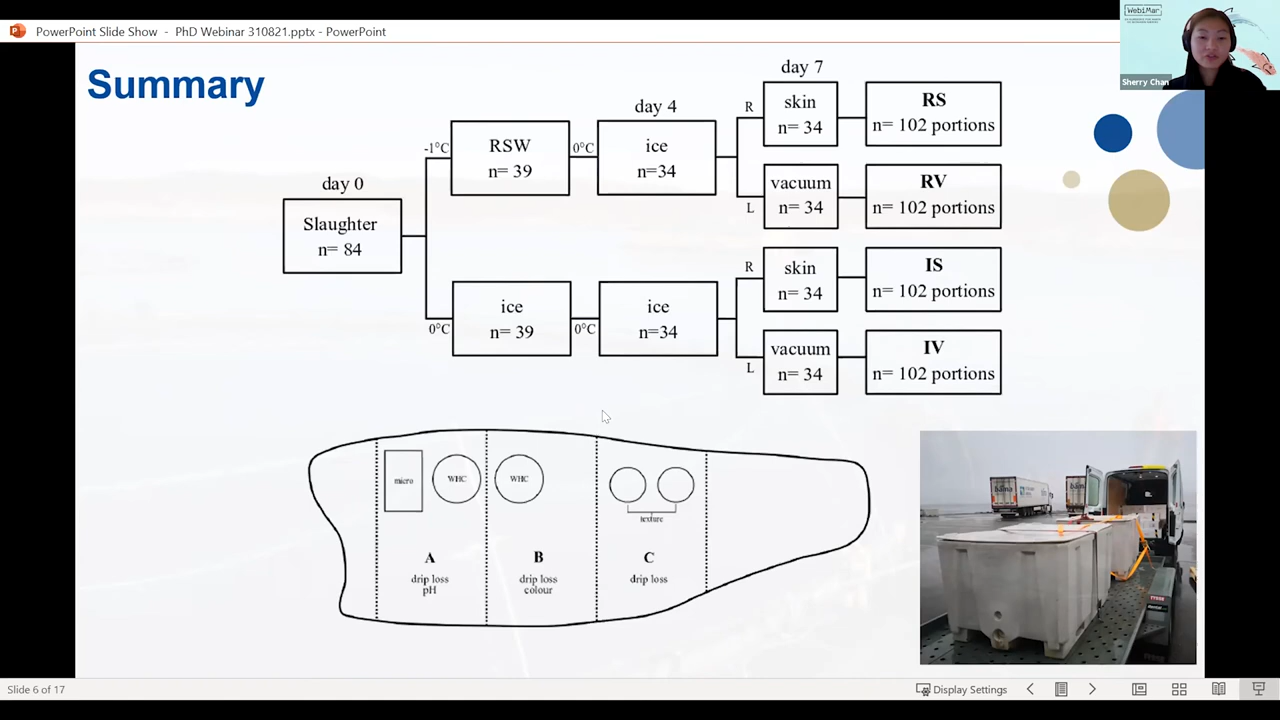 PowerPoint Slide Show - PhD Webinar 310821.pptx - PowerPoint
WebiMar
Sherry Chan
Summary
day 0
Slaughter
n= 84
-1°C
RSW
n= 39
0°C
day 4
ice
n=34
day 7
R
skin
n= 34
RS
n= 102 portions
L
vacuum
n= 34
RV
n= 102 portions
0°C
ice
n= 39
0°C
ice
n=34
R
skin
n= 34
IS
n= 102 portions
L
vacuum
n= 34
IV
n= 102 portions
micro
WHC
WHC
texture
A
drip loss
pH
B
drip loss
colour
C
drip loss
bama
Slide 6 of 17
Display Settings